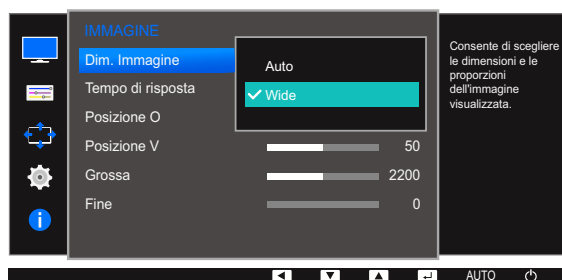 IMMAGINE
Dim. Immagine
Tempo di risposta
Posizione O
Posizione V
50
Grossa
2200
Fine
0
Auto
Wide
Consente di scegliere
le dimensioni e le
proporzioni
dell'immagine
visualizzata.
AUTO